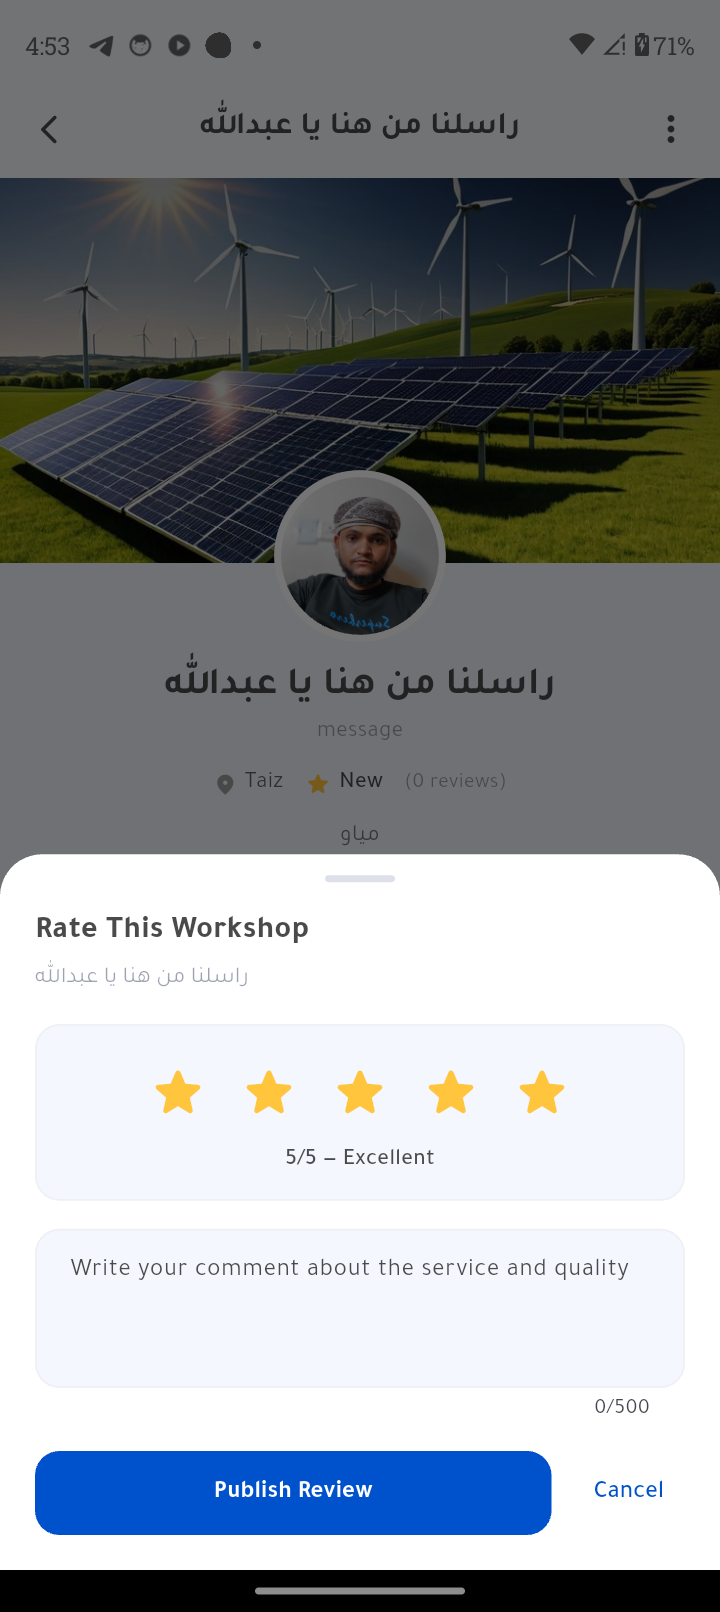 4:53
71%
راسلنا من هنا يا عبدالله
راسلنا من هنا يا عبدالله
message
Taiz New (0 reviews)
مياو
Rate This Workshop
راسلنا من هنا يا عبدالله
5/5 – Excellent
Write your comment about the service and quality
0/500
Publish Review
Cancel